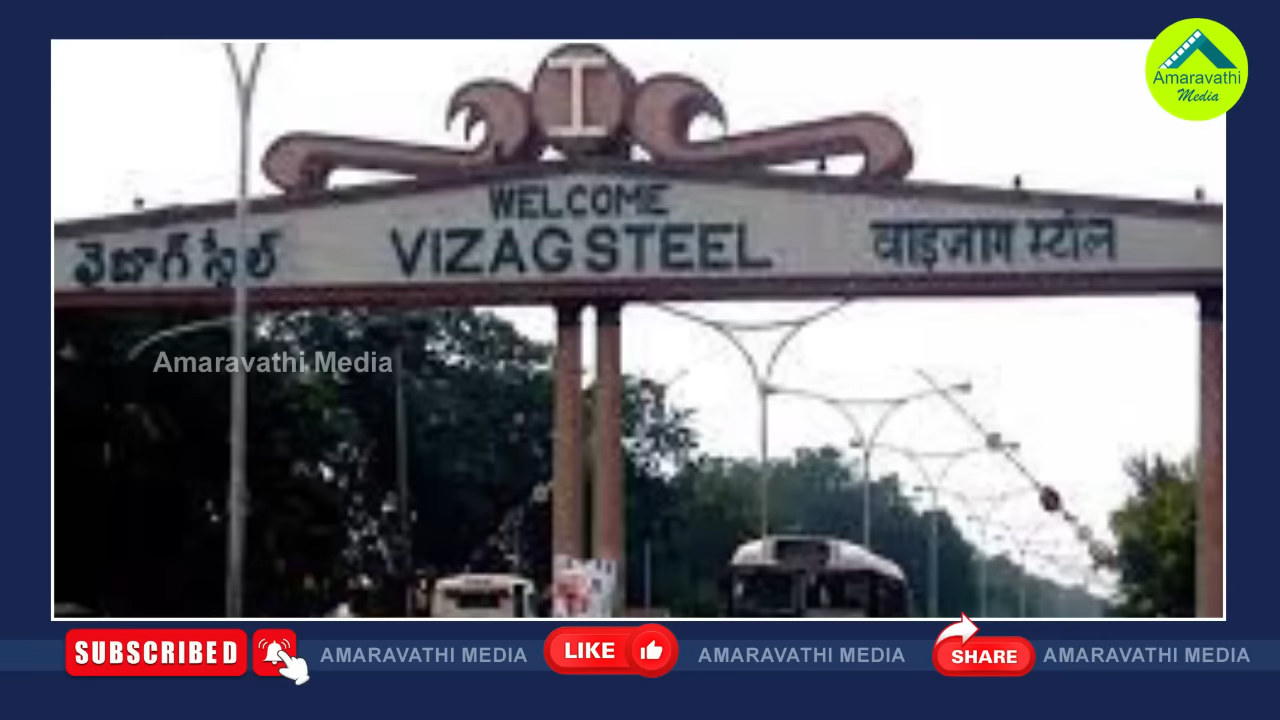 Amaravathi
Media
I
WELCOME
VIZAG STEEL
వైజాగ్ స్టీల్
वाइजाग स्टील
Amaravathi Media
SUBSCRIBED
AMARAVATHI MEDIA
LIKE
AMARAVATHI MEDIA
SHARE
AMARAVATHI MEDIA